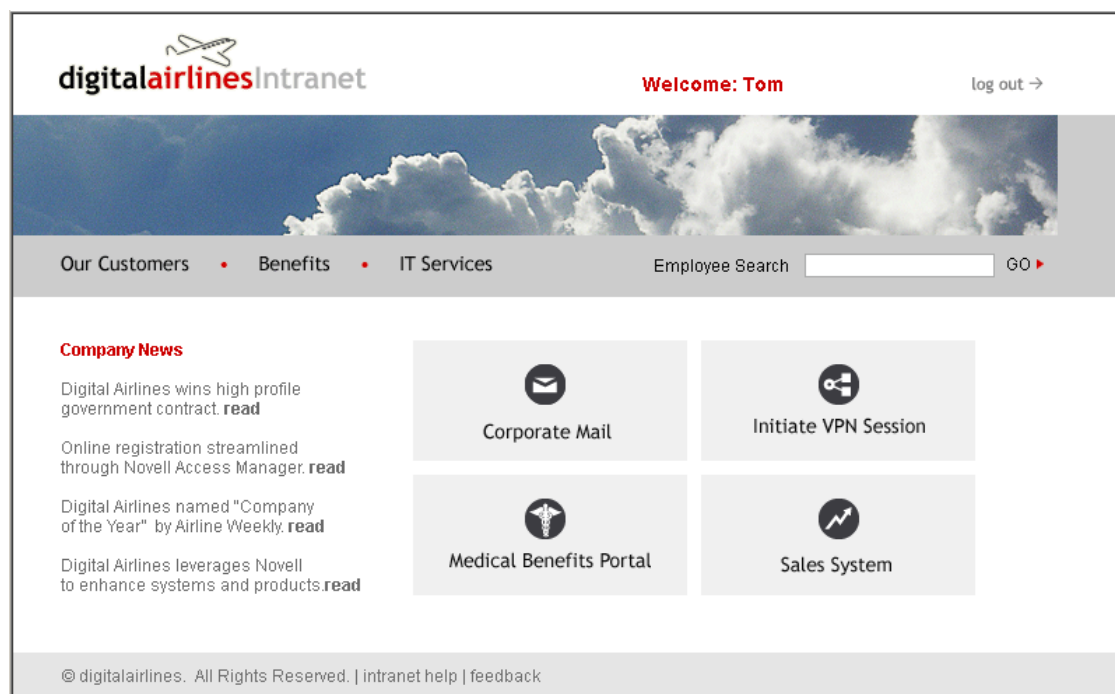 digitalairlinesIntranet
Welcome: Tom
log out →
Our Customers • Benefits • IT Services
Employee Search GO
Company News
Digital Airlines wins high profile
government contract. read
Online registration streamlined
through Novell Access Manager. read
Digital Airlines named "Company
of the Year" by Airline Weekly. read
Digital Airlines leverages Novell
to enhance systems and products.read
Corporate Mail
Initiate VPN Session
Medical Benefits Portal
Sales System
© digitalairlines. All Rights Reserved. | intranet help | feedback